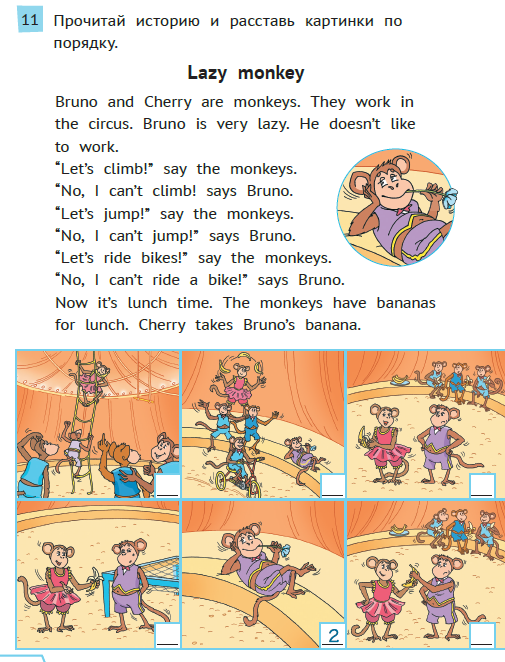 11 Прочитай историю и расставь картинки по
порядку.
Lazy monkey
Bruno and Cherry are monkeys. They work in
the circus. Bruno is very lazy. He doesn't like
to work.
“Let's climb!” say the monkeys.
“No, I can't climb! says Bruno.
“Let's jump!” say the monkeys.
“No, I can't jump!” says Bruno.
“Let's ride bikes!” say the monkeys.
“No, I can't ride a bike!” says Bruno.
Now it's lunch time. The monkeys have bananas
for lunch. Cherry takes Bruno's banana.
2